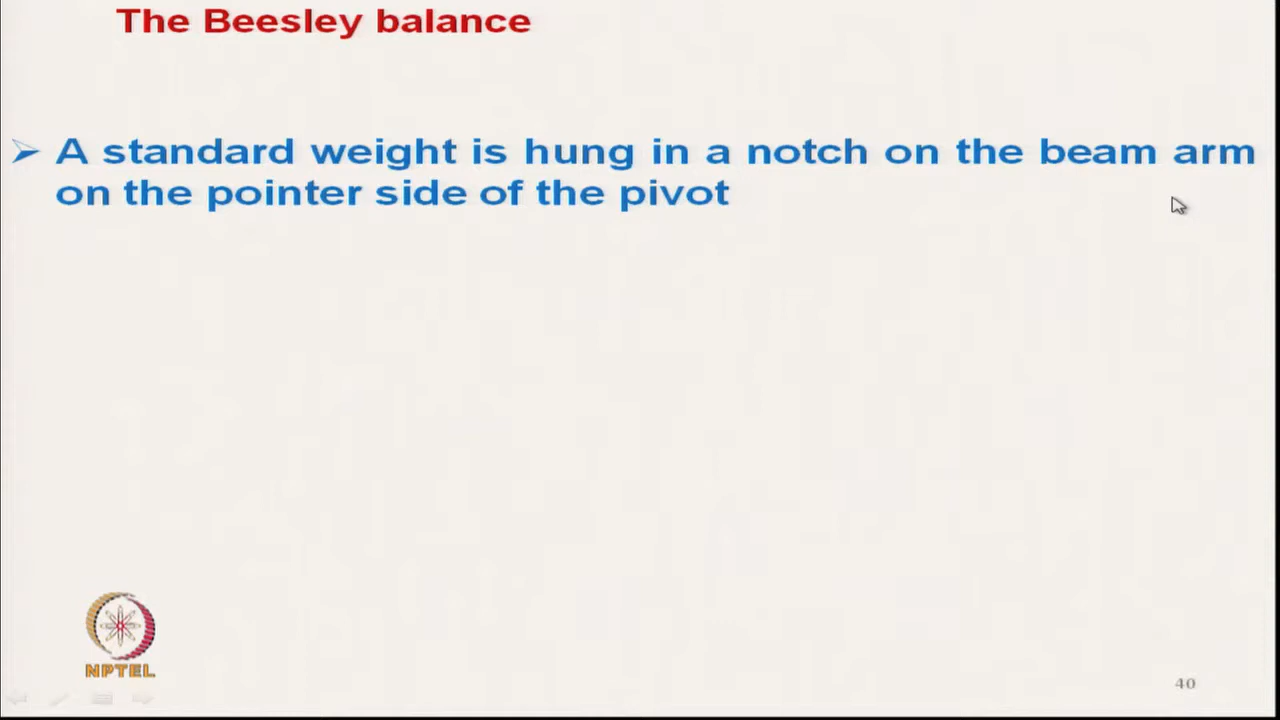 The Beesley balance
➢ A standard weight is hung in a notch on the beam arm
on the pointer side of the pivot
NPTEL
40